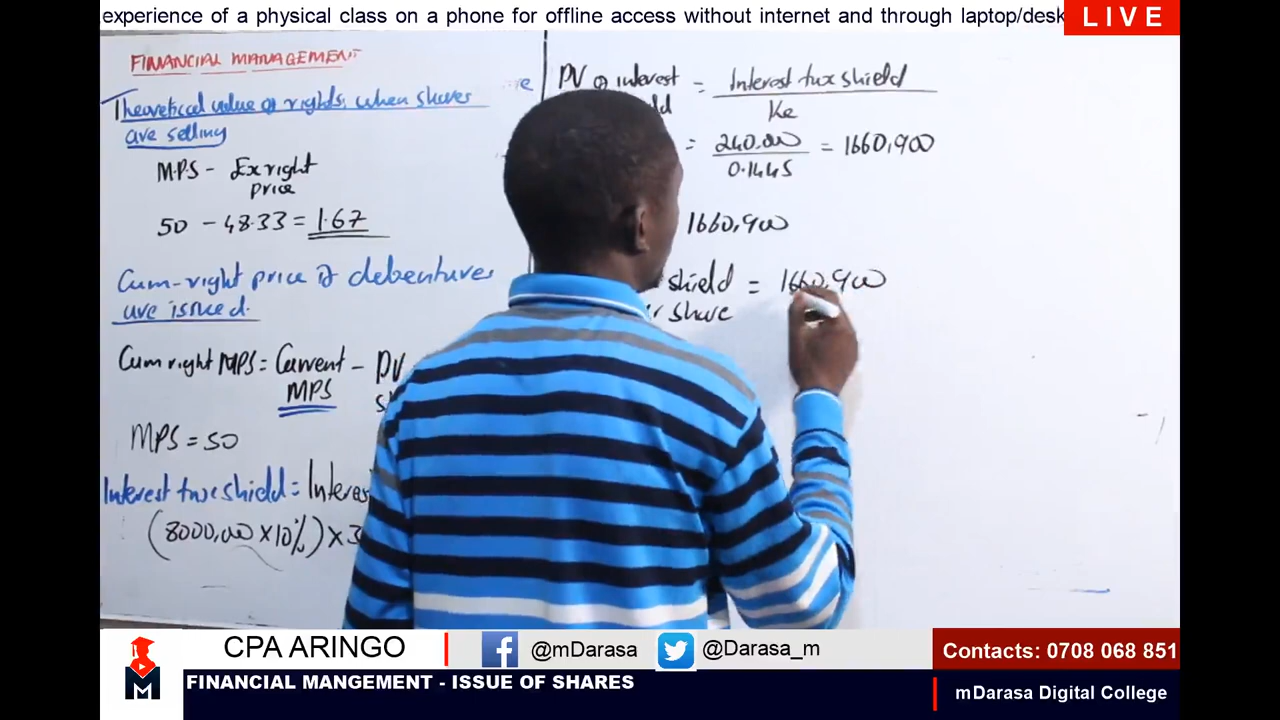 experience of a physical class on a phone for offline access without internet and through laptop/desk
LIVE
FINANCIAL MANAGEMENT
Theoretical value of rights, when shares
are selling
M.P.S - Ex right
price
50 - 48.33 = 1.67
Cum-right price if debentures
are issued.
Cum right MPS = Current - PV
MPS
MPS = 50
Interest tax shield =
(8000,000 x 10%) x 3
PV of interest = Interest tax shield
Ke
= 240,000 = 1660,900
0.1445
1660,900
shield = 1660,900
share
CPA ARINGO
@mDarasa
@Darasa_m
Contacts: 0708 068 851
FINANCIAL MANGEMENT - ISSUE OF SHARES
mDarasa Digital College